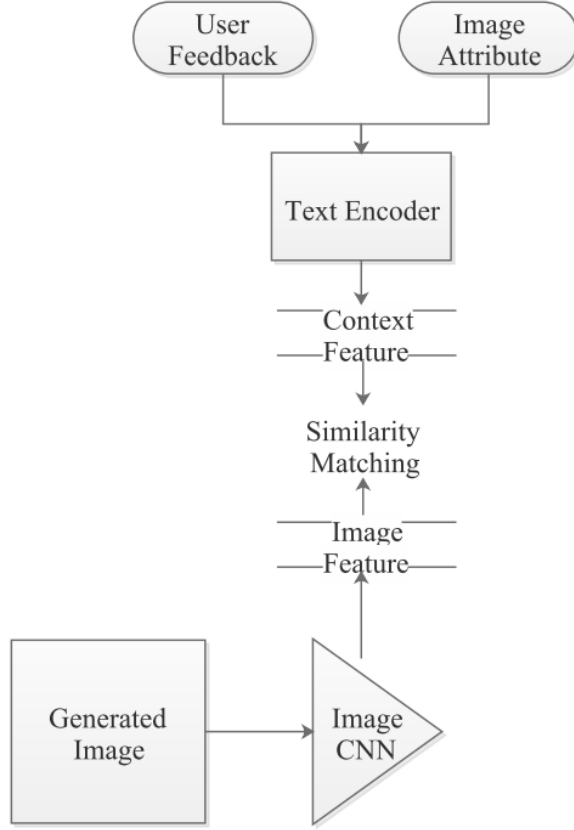 User
Feedback
Image
Attribute
Text Encoder
Context
Feature
Similarity
Matching
Image
Feature
Generated
Image
Image
CNN